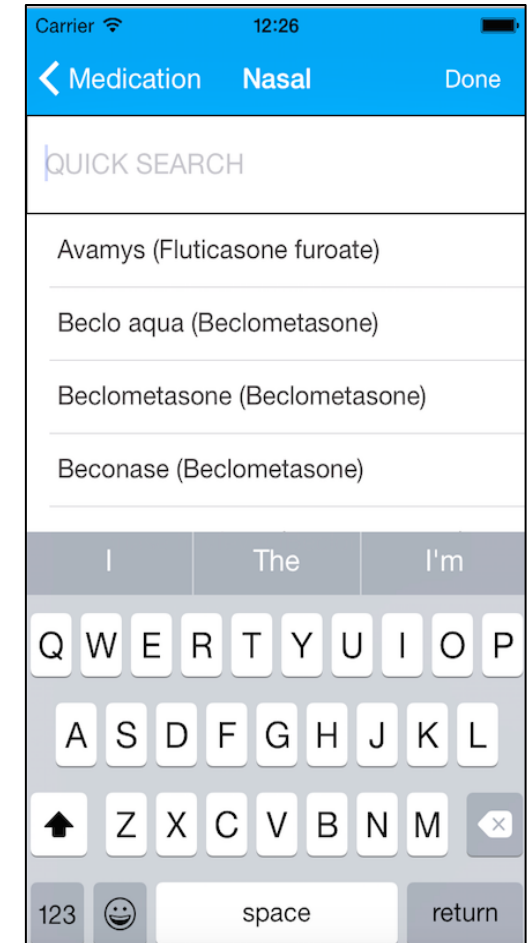 Carrier 12:26
Medication Nasal Done
QUICK SEARCH
Avamys (Fluticasone furoate)
Beclo aqua (Beclometasone)
Beclometasone (Beclometasone)
Beconase (Beclometasone)
I The I'm
Q W E R T Y U I O P
A S D F G H J K L
Z X C V B N M
123 space return